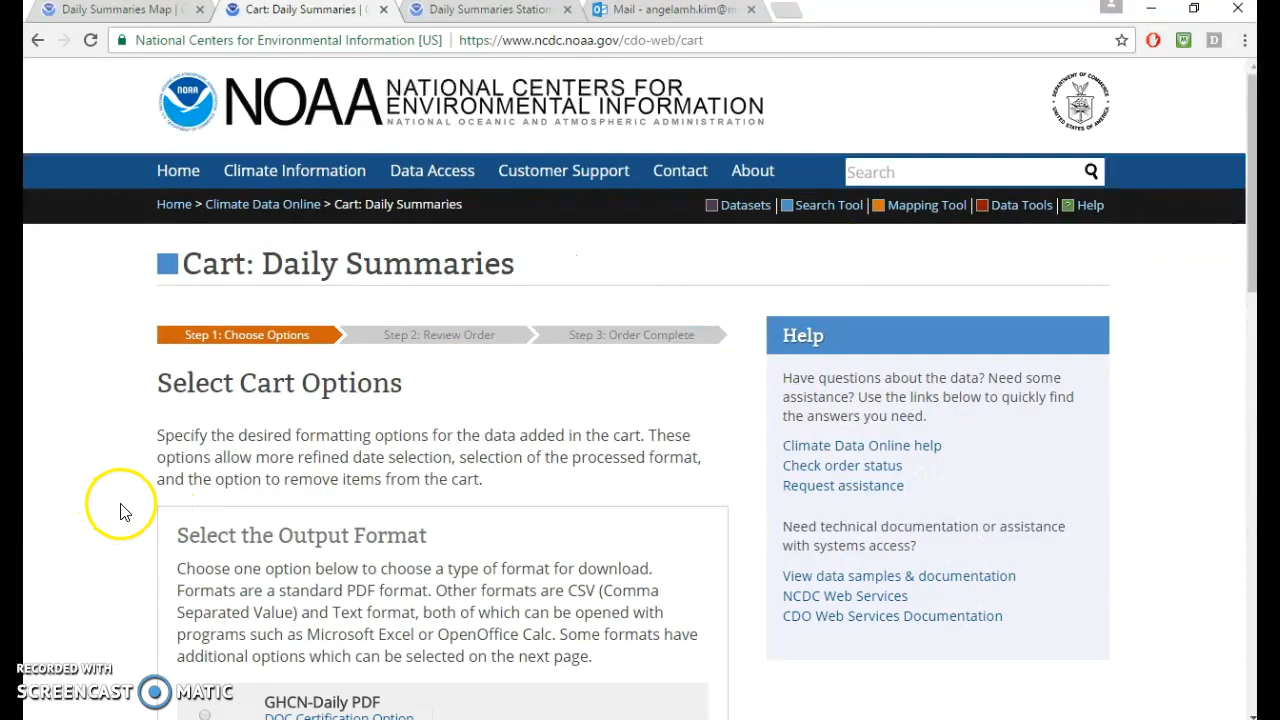 Daily Summaries Map |
Cart: Daily Summaries |
Daily Summaries Station
Mail - angelamh.kim@m
National Centers for Environmental Information [US]
https://www.ncdc.noaa.gov/cdo-web/cart
NOAA
NOAA
NATIONAL CENTERS FOR
ENVIRONMENTAL INFORMATION
NATIONAL OCEANIC AND ATMOSPHERIC ADMINISTRATION
Home Climate Information Data Access Customer Support Contact About
Search
Home > Climate Data Online > Cart: Daily Summaries
Datasets | Search Tool | Mapping Tool | Data Tools | Help
Cart: Daily Summaries
Step 1: Choose Options
Step 2: Review Order
Step 3: Order Complete
Select Cart Options
Specify the desired formatting options for the data added in the cart. These
options allow more refined date selection, selection of the processed format,
and the option to remove items from the cart.
Select the Output Format
Choose one option below to choose a type of format for download.
Formats are a standard PDF format. Other formats are CSV (Comma
Separated Value) and Text format, both of which can be opened with
programs such as Microsoft Excel or OpenOffice Calc. Some formats have
additional options which can be selected on the next page.
GHCN-Daily PDF
DOC Certification Option
Help
Have questions about the data? Need some
assistance? Use the links below to quickly find
the answers you need.
Climate Data Online help
Check order status
Request assistance
Need technical documentation or assistance
with systems access?
View data samples & documentation
NCDC Web Services
CDO Web Services Documentation
RECORDED WITH
SCREENCAST MATIC